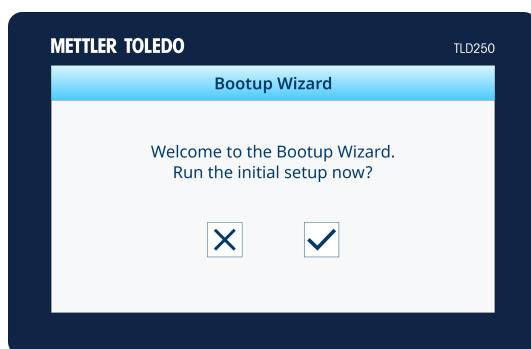 METTLER TOLEDO
TLD250
Bootup Wizard
Welcome to the Bootup Wizard.
Run the initial setup now?